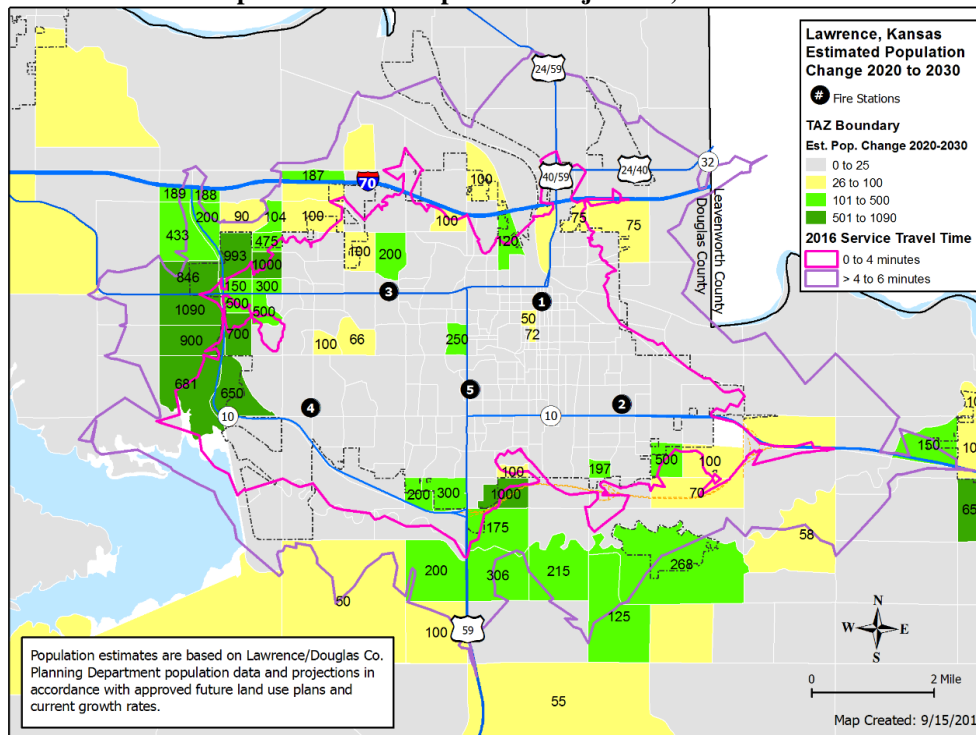 Lawrence, Kansas
Estimated Population
Change 2020 to 2030
# Fire Stations
TAZ Boundary
Est. Pop. Change 2020-2030
0 to 25
26 to 100
101 to 500
501 to 1090
2016 Service Travel Time
0 to 4 minutes
> 4 to 6 minutes
24/59
40/59
24/40
32
70
Leavenworth County
Douglas County
187
100
189
188
200
90
104
100
100
75
75
433
475
120
993
100
200
1000
846
150
300
3
1
1090
500
500
50
700
72
900
100
66
250
681
650
5
4
2
10
10
150
500
100
197
100
200
300
1000
70
65
175
58
200
306
215
268
50
125
100
59
55
N
W
E
S
0
2 Mile
Population estimates are based on Lawrence/Douglas Co.
Planning Department population data and projections in
accordance with approved future land use plans and
current growth rates.
Map Created: 9/15/201